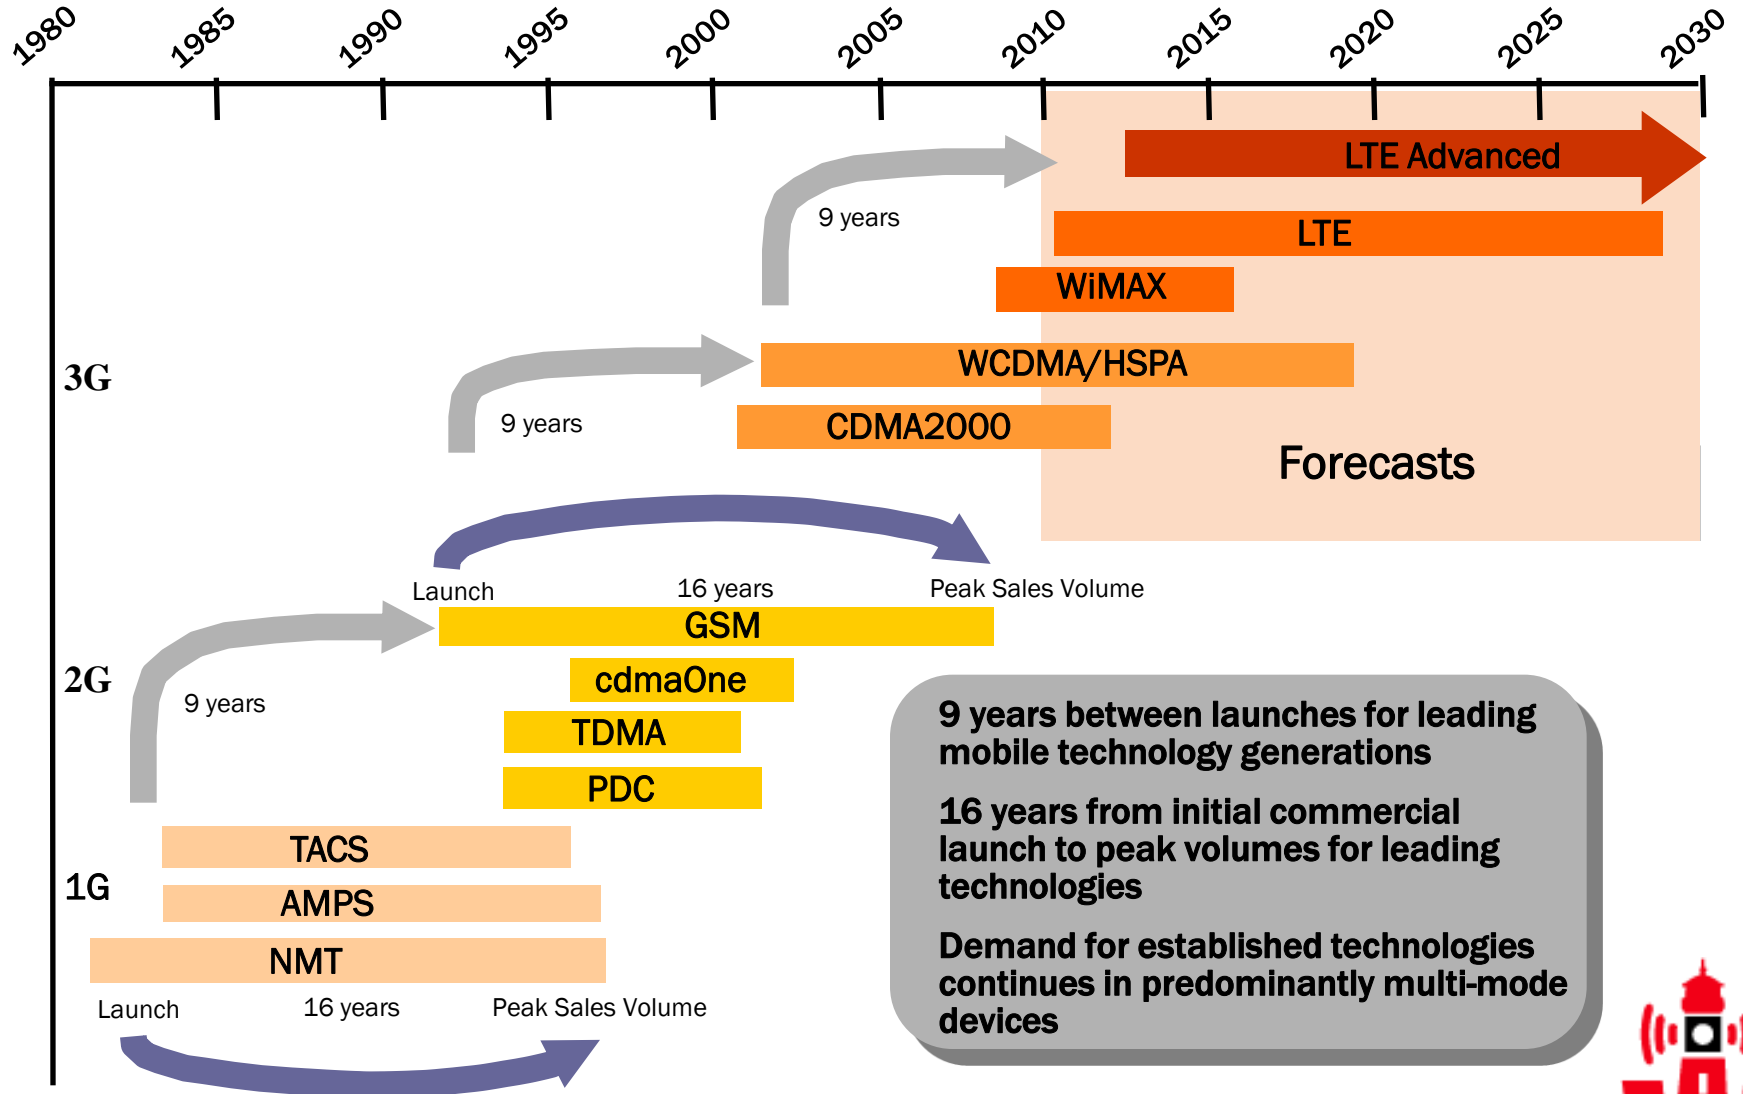 1980
1985
1990
1995
2000
2005
2010
2015
2020
2025
2030
LTE Advanced
9 years
LTE
WiMAX
WCDMA/HSPA
3G
9 years
CDMA2000
Forecasts
Launch
16 years
Peak Sales Volume
GSM
2G
cdmaOne
9 years
TDMA
PDC
TACS
1G
AMPS
NMT
Launch
16 years
Peak Sales Volume
9 years between launches for leading
mobile technology generations
16 years from initial commercial
launch to peak volumes for leading
technologies
Demand for established technologies
continues in predominantly multi-mode
devices